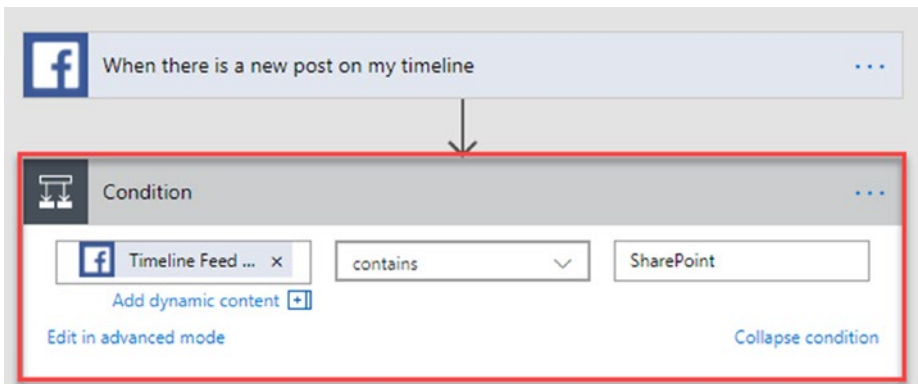 When there is a new post on my timeline
Condition
Timeline Feed ... × contains SharePoint
Add dynamic content
Edit in advanced mode Collapse condition